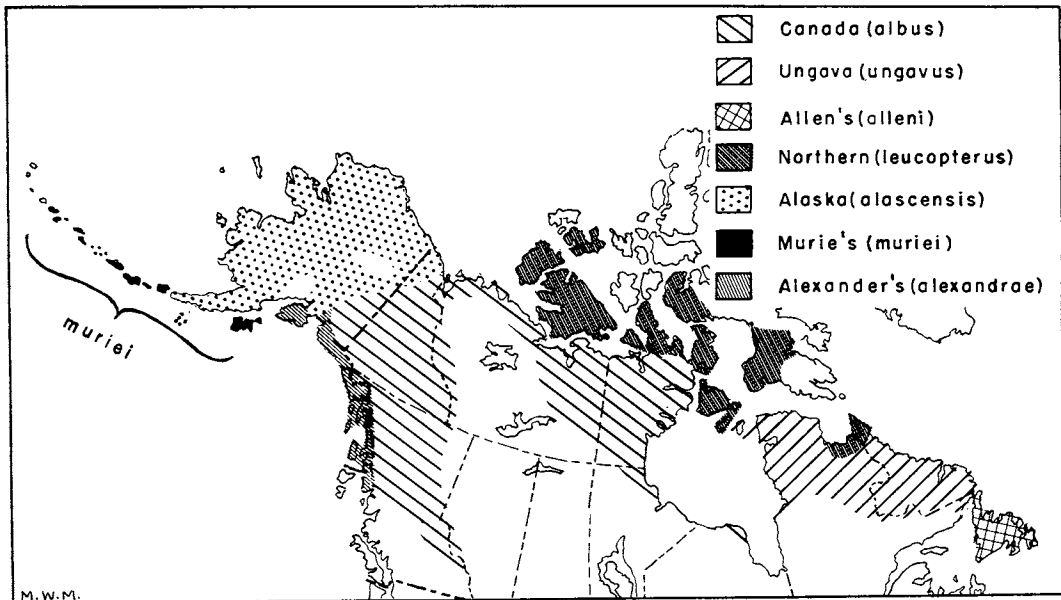 Canada (albus)
Ungava (ungavus)
Allen's (alleni)
Northern (leucopterus)
Alaska (alascensis)
Murie's (muriei)
Alexander's (alexandrae)
muriei
M.W.M.